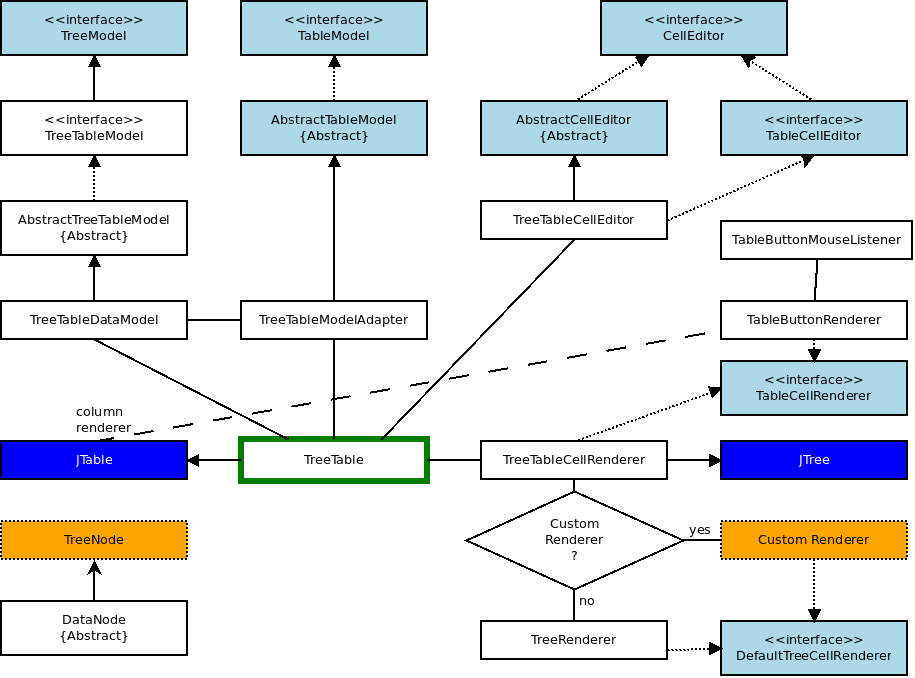 <<interface>>
TreeModel
<<interface>>
TableModel
<<interface>>
CellEditor
<<interface>>
TreeTableModel
AbstractTableModel
{Abstract}
AbstractCellEditor
{Abstract}
<<interface>>
TableCellEditor
AbstractTreeTableModel
{Abstract}
TreeTableCellEditor
TableButtonMouseListener
TreeTableDataModel
TreeTableModelAdapter
TableButtonRenderer
<<interface>>
TableCellRenderer
column
renderer
JTable
TreeTable
TreeTableCellRenderer
JTree
TreeNode
Custom
Renderer
?
yes
Custom Renderer
no
DataNode
{Abstract}
TreeRenderer
<<interface>>
DefaultTreeCellRenderer